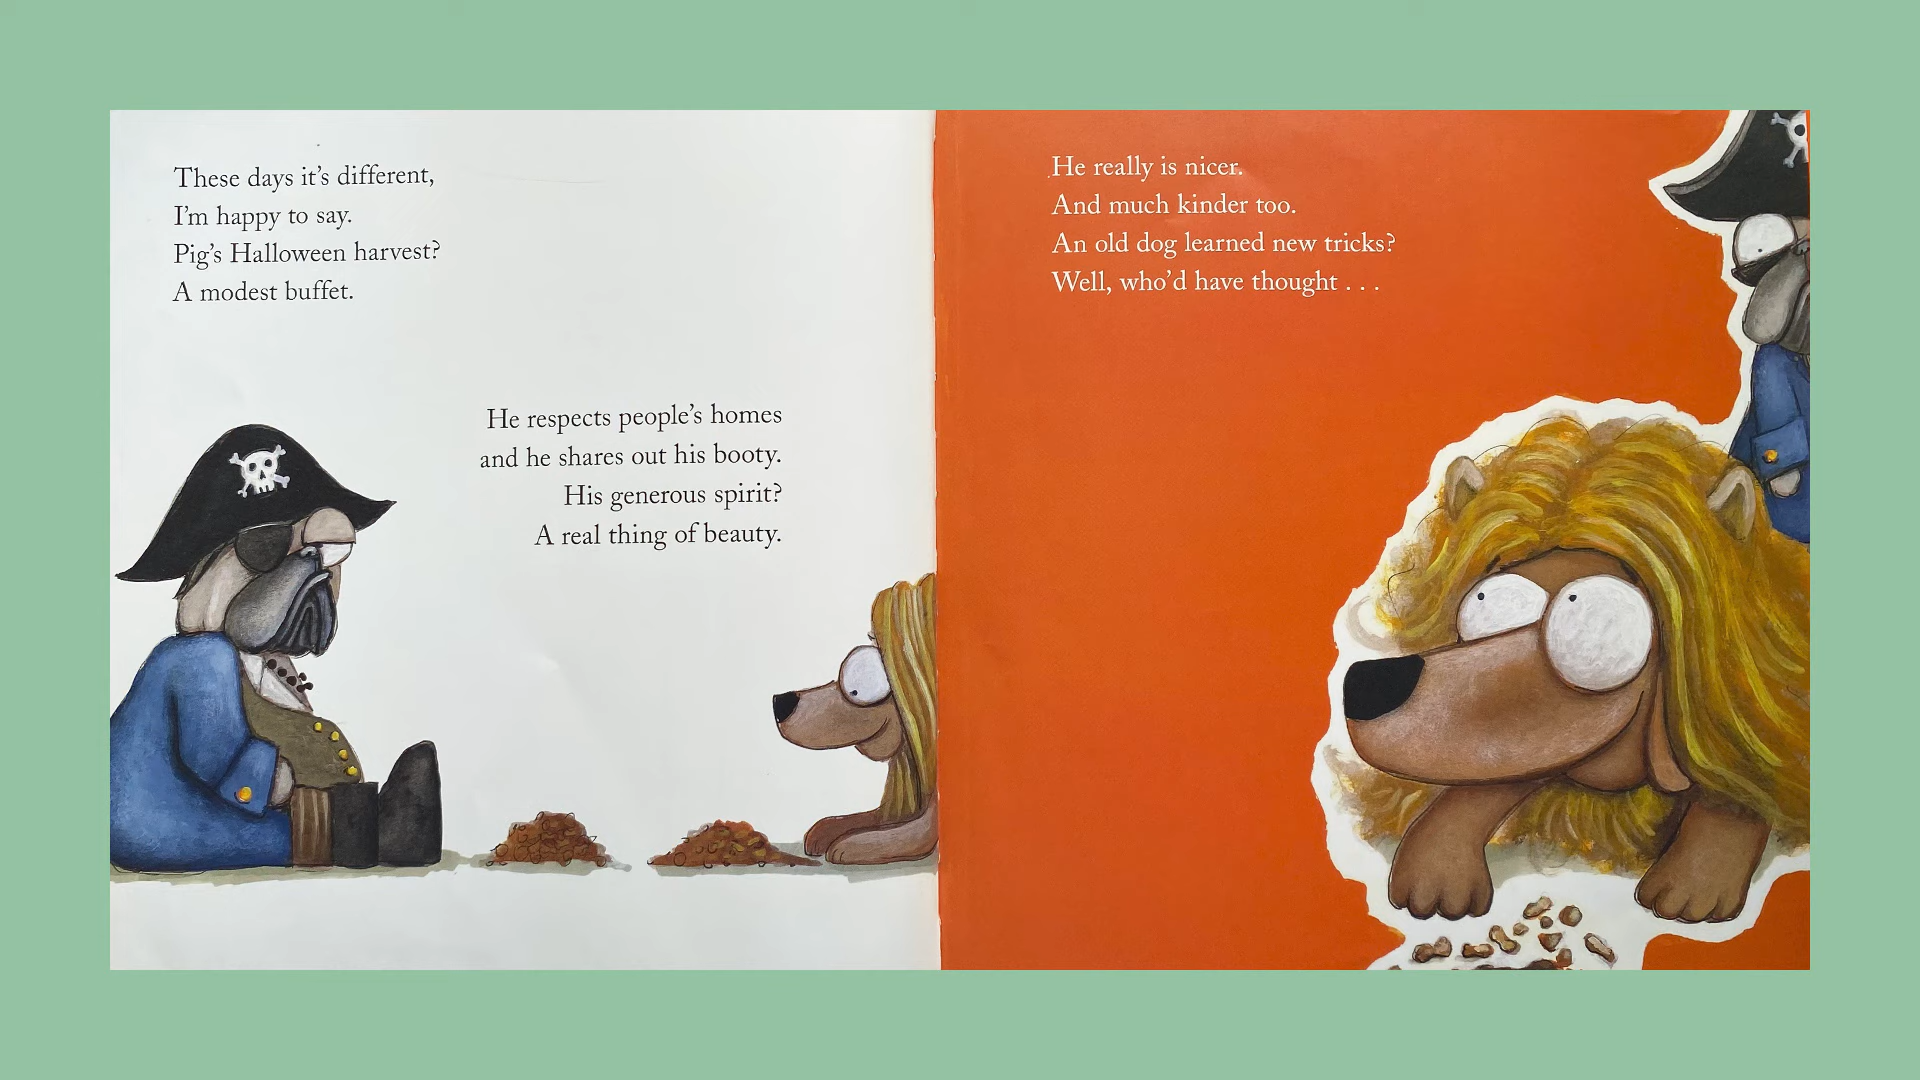 These days it's different,
I'm happy to say.
Pig's Halloween harvest?
A modest buffet.
He respects people's homes
and he shares out his booty.
His generous spirit?
A real thing of beauty.
He really is nicer.
And much kinder too.
An old dog learned new tricks?
Well, who'd have thought . . .